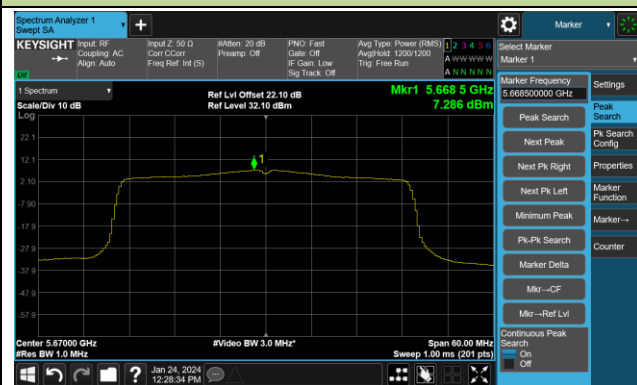 Spectrum Analyzer 1
Swept SA
Marker
KEYSIGHT
Input: RF
Coupling: AC
Align: Auto
Input Z: 50 Ω
Corr CCorr
Freq Ref: Int (S)
#Atten: 20 dB
Preamp: Off
PNO: Fast
Gate: Off
IF Gain: Low
Sig Track: Off
Avg Type: Power (RMS)
Avg|Hold: 1200/1200
Trig: Free Run
1 2 3 4 5 6
A W W W W W
A N N N N N
LXI
Select Marker
Marker 1
1 Spectrum
Scale/Div 10 dB
Log
Ref Lvl Offset 22.10 dB
Ref Level 32.10 dBm
Mkr1 5.668 5 GHz
7.286 dBm
1
22.1
12.1
2.10
-7.90
-17.9
-27.9
-37.9
-47.9
-57.9
Center 5.67000 GHz
#Res BW 1.0 MHz
#Video BW 3.0 MHz*
Span 60.00 MHz
Sweep 1.00 ms (201 pts)
Marker Frequency
5.668500000 GHz
Peak Search
Next Peak
Next Pk Right
Next Pk Left
Minimum Peak
Pk-Pk Search
Marker Delta
Mkr→CF
Mkr→Ref Lvl
Continuous Peak
Search
On
Off
Settings
Peak
Search
Pk Search
Config
Properties
Marker
Function
Marker→
Counter
Jan 24, 2024
12:28:34 PM